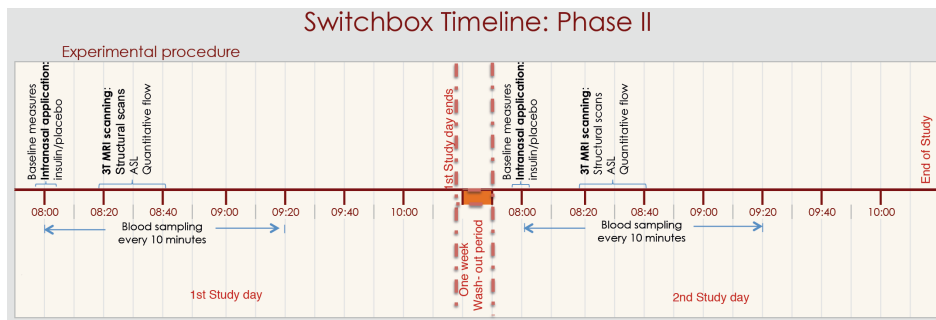 Switchbox Timeline: Phase II
Experimental procedure
Baseline measures
Intranasal application:
insulin/placebo
3T MRI scanning:
Structural scans
ASL
Quantitative flow
1st Study day ends
Baseline measures
Intranasal application:
insulin/placebo
3T MRI scanning:
Structural scans
ASL
Quantitative flow
End of Study
08:00 08:20 08:40 09:00 09:20 09:40 10:00
08:00 08:20 08:40 09:00 09:20 09:40 10:00
Blood sampling
every 10 minutes
One week
Wash- out period
Blood sampling
every 10 minutes
1st Study day
2nd Study day